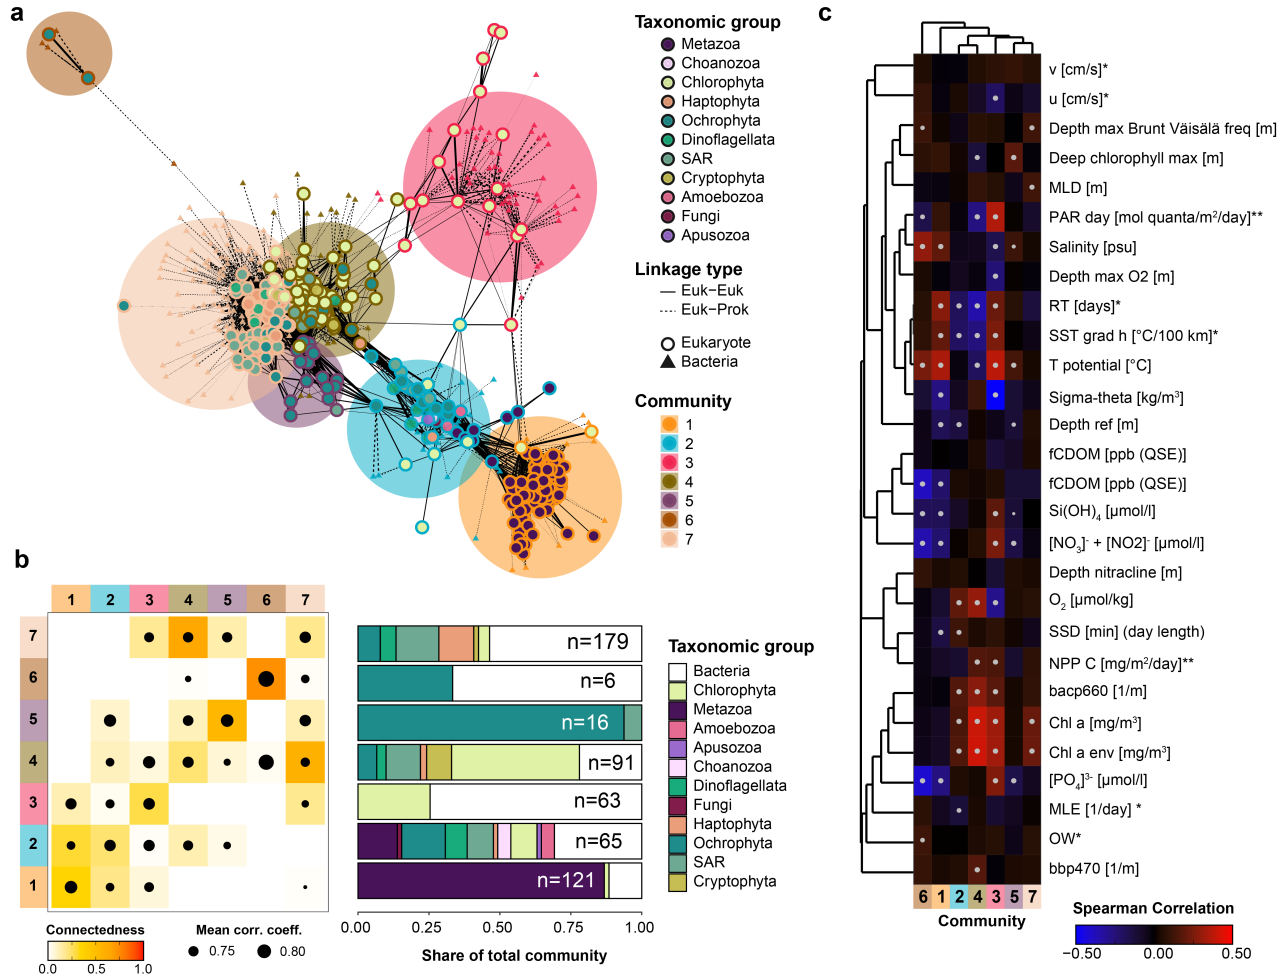 a
Taxonomic group
Metazoa
Choanozoa
Chlorophyta
Haptophyta
Ochrophyta
Dinoflagellata
SAR
Cryptophyta
Amoebozoa
Fungi
Apusozoa
Linkage type
Euk−Euk
Euk−Prok
Eukaryote
Bacteria
Community
1
2
3
4
5
6
7
b
1 2 3 4 5 6 7
7
6
5
4
3
2
1
Connectedness
0.0 0.5 1.0
Mean corr. coeff.
0.75 0.80
n=179
n=6
n=16
n=91
n=63
n=65
n=121
0.00 0.25 0.50 0.75 1.00
Share of total community
Taxonomic group
Bacteria
Chlorophyta
Metazoa
Amoebozoa
Apusozoa
Choanozoa
Dinoflagellata
Fungi
Haptophyta
Ochrophyta
SAR
Cryptophyta
c
v [cm/s]*
u [cm/s]*
Depth max Brunt Väisälä freq [m]
Deep chlorophyll max [m]
MLD [m]
PAR day [mol quanta/m²/day]**
Salinity [psu]
Depth max O2 [m]
RT [days]*
SST grad h [°C/100 km]*
T potential [°C]
Sigma-theta [kg/m³]
Depth ref [m]
fCDOM [ppb (QSE)]
fCDOM [ppb (QSE)]
Si(OH)₄ [µmol/l]
[NO₃]⁻ + [NO2]⁻ [µmol/l]
Depth nitracline [m]
O₂ [µmol/kg]
SSD [min] (day length)
NPP C [mg/m²/day]**
bacp660 [1/m]
Chl a [mg/m³]
Chl a env [mg/m³]
[PO₄]³⁻ [µmol/l]
MLE [1/day] *
OW*
bbp470 [1/m]
6 1 2 4 3 5 7
Community
Spearman Correlation
−0.50 0.00 0.50